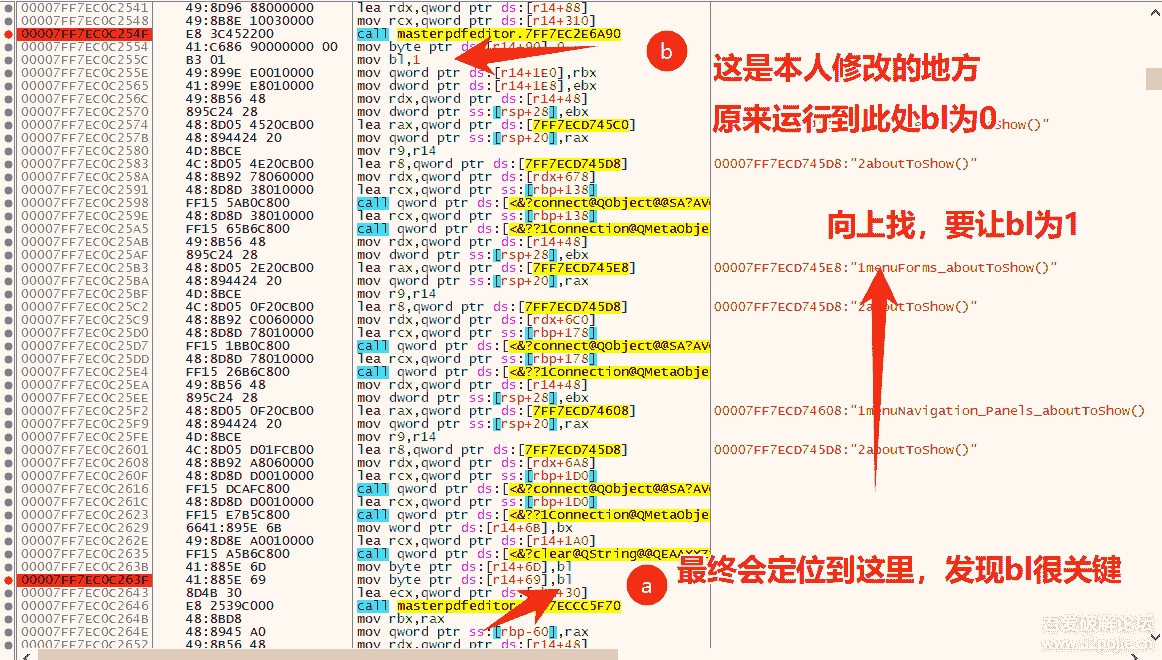 00007FF7EC0C2541 49:8D96 88000000 lea rdx,qword ptr ds:[r14+88]
00007FF7EC0C2548 49:8B8E 10030000 mov rcx,qword ptr ds:[r14+310]
00007FF7EC0C254F E8 3C452200 call masterpdfeditor.7FF7EC2E6A90
00007FF7EC0C2554 41:C686 90000000 00 mov byte ptr ds:[r14+90],0
00007FF7EC0C255C B3 01 mov bl,1
00007FF7EC0C255E 49:899E E0010000 mov qword ptr ds:[r14+1E0],rbx
00007FF7EC0C2565 41:899E E8010000 mov dword ptr ds:[r14+1E8],ebx
00007FF7EC0C256C 49:8B56 48 mov rdx,qword ptr ds:[r14+48]
00007FF7EC0C2570 895C24 28 mov dword ptr ss:[rsp+28],ebx
00007FF7EC0C2574 48:8D05 4520CB00 lea rax,qword ptr ds:[7FF7ECD745C0] Show()"
00007FF7EC0C257B 48:894424 20 mov qword ptr ss:[rsp+20],rax
00007FF7EC0C2580 4D:8BCE mov r9,r14
00007FF7EC0C2583 4C:8D05 4E20CB00 lea r8,qword ptr ds:[7FF7ECD745D8] 00007FF7ECD745D8:"2aboutToShow()"
00007FF7EC0C258A 48:8B92 78060000 mov rdx,qword ptr ds:[rdx+678]
00007FF7EC0C2591 48:8D8D 38010000 lea rcx,qword ptr ss:[rbp+138]
00007FF7EC0C2598 FF15 5AB0C800 call qword ptr ds:[<&?connect@QObject@@SA?AV
00007FF7EC0C259E 48:8D8D 38010000 lea rcx,qword ptr ss:[rbp+138]
00007FF7EC0C25A5 FF15 65B6C800 call qword ptr ds:[<&??1Connection@QMetaObje
00007FF7EC0C25AB 49:8B56 48 mov rdx,qword ptr ds:[r14+48]
00007FF7EC0C25AF 895C24 28 mov dword ptr ss:[rsp+28],ebx
00007FF7EC0C25B3 48:8D05 2E20CB00 lea rax,qword ptr ds:[7FF7ECD745E8] 00007FF7ECD745E8:"1menuForms_aboutToShow()"
00007FF7EC0C25BA 48:894424 20 mov qword ptr ss:[rsp+20],rax
00007FF7EC0C25BF 4D:8BCE mov r9,r14
00007FF7EC0C25C2 4C:8D05 0F20CB00 lea r8,qword ptr ds:[7FF7ECD745D8] 00007FF7ECD745D8:"2aboutToShow()"
00007FF7EC0C25C9 48:8B92 C0060000 mov rdx,qword ptr ds:[rdx+6C0]
00007FF7EC0C25D0 48:8D8D 78010000 lea rcx,qword ptr ss:[rbp+178]
00007FF7EC0C25D7 FF15 1BB0C800 call qword ptr ds:[<&?connect@QObject@@SA?AV
00007FF7EC0C25DD 48:8D8D 78010000 lea rcx,qword ptr ss:[rbp+178]
00007FF7EC0C25E4 FF15 26B6C800 call qword ptr ds:[<&??1Connection@QMetaObje
00007FF7EC0C25EA 49:8B56 48 mov rdx,qword ptr ds:[r14+48]
00007FF7EC0C25EE 895C24 28 mov dword ptr ss:[rsp+28],ebx
00007FF7EC0C25F2 48:8D05 0F20CB00 lea rax,qword ptr ds:[7FF7ECD74608] 00007FF7ECD74608:"1menuNavigation_Panels_aboutToShow()
00007FF7EC0C25F9 48:894424 20 mov qword ptr ss:[rsp+20],rax
00007FF7EC0C25FE 4D:8BCE mov r9,r14
00007FF7EC0C2601 4C:8D05 D01FCB00 lea r8,qword ptr ds:[7FF7ECD745D8] 00007FF7ECD745D8:"2aboutToShow()"
00007FF7EC0C2608 48:8B92 A8060000 mov rdx,qword ptr ds:[rdx+6A8]
00007FF7EC0C260F 48:8D8D D0010000 lea rcx,qword ptr ss:[rbp+1D0]
00007FF7EC0C2616 FF15 DCAFC800 call qword ptr ds:[<&?connect@QObject@@SA?AV
00007FF7EC0C261C 48:8D8D D0010000 lea rcx,qword ptr ss:[rbp+1D0]
00007FF7EC0C2623 FF15 E7B5C800 call qword ptr ds:[<&??1Connection@QMetaObje
00007FF7EC0C2629 6641:895E 6B mov word ptr ds:[r14+6B],bx
00007FF7EC0C262E 49:8D8E A0010000 lea rcx,qword ptr ds:[r14+1A0]
00007FF7EC0C2635 FF15 A5B6C800 call qword ptr ds:[<&?clear@QString@@QEAAXXZ
00007FF7EC0C263B 41:885E 6D mov byte ptr ds:[r14+6D],bl
00007FF7EC0C263F 41:885E 69 mov byte ptr ds:[r14+69],bl
00007FF7EC0C2643 8D4B 30 lea ecx,qword ptr ds:[rbx+30]
00007FF7EC0C2646 E8 2539C000 call masterpdfeditor.7FF7ECCC5F70
00007FF7EC0C264B 48:8BD8 mov rbx,rax
00007FF7EC0C264E 48:8945 A0 mov qword ptr ss:[rbp-60],rax
00007FF7EC0C2652 49:8B56 48 mov rdx,qword ptr ds:[r14+48]
b
这是本人修改的地方
原来运行到此处bl为0
向上找，要让bl为1
a
最终会定位到这里，发现bl很关键
吾爱破解论坛
www.52pojie.cn